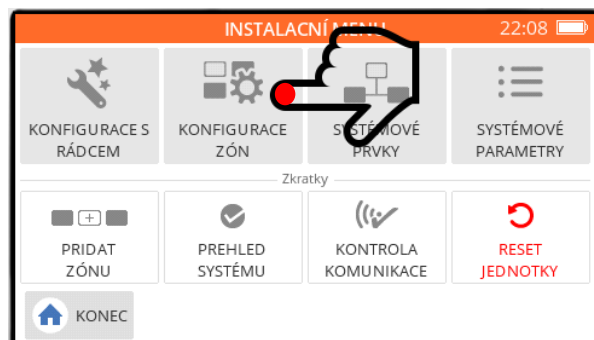 INSTALACNÍ MENU 22:08
KONFIGURACE S
RÁDCEM
KONFIGURACE
ZÓN
SYSTÉMOVÉ
PRVKY
SYSTÉMOVÉ
PARAMETRY
Zkratky
PRIDAT
ZÓNU
PREHLED
SYSTÉMU
KONTROLA
KOMUNIKACE
RESET
JEDNOTKY
KONEC